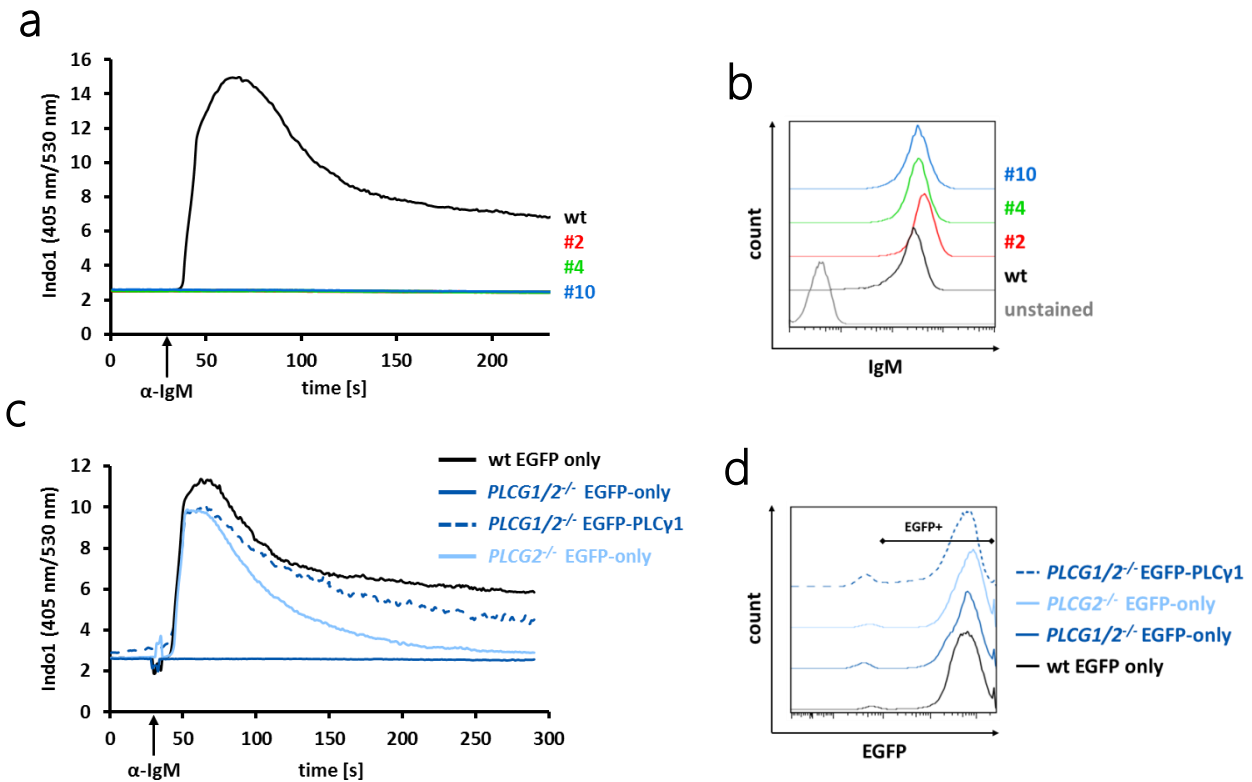 a
Indo1 (405 nm/530 nm)
16
14
12
10
8
6
4
2
0
0 50 100 150 200
α-IgM
time [s]
wt
#2
#4
#10
b
count
IgM
#10
#4
#2
wt
unstained
c
Indo1 (405 nm/530 nm)
12
10
8
6
4
2
0
0 50 100 150 200 250 300
α-IgM
time [s]
wt EGFP only
PLCG1/2-/- EGFP-only
PLCG1/2-/- EGFP-PLCγ1
PLCG2-/- EGFP-only
d
count
EGFP+
EGFP
PLCG1/2-/- EGFP-PLCγ1
PLCG2-/- EGFP-only
PLCG1/2-/- EGFP-only
wt EGFP only